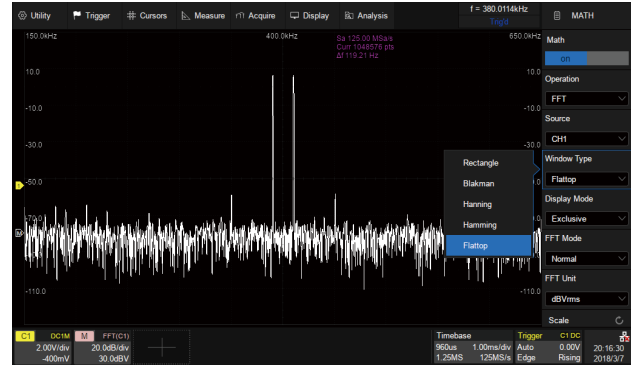 Utility Trigger Cursors Measure Acquire Display Analysis f = 380.0114kHz MATH
Trig'd
150.0kHz 400.0kHz Sa 125.00 MSa/s 650.0kHz
Curr 1048576 pts
Δf 119.21 Hz
Math
on
10.0 10.0
Operation
FFT
-10.0 -10.0
Source
CH1
-30.0 -30.0
Rectangle
Window Type
Blakman
Flattop
-50.0
Hanning
Display Mode
Hamming
Exclusive
Flattop
FFT Mode
Normal
FFT Unit
-110.0 -110.0
dBVrms
Scale
C1 DC1M M FFT(C1) Timebase Trigger C1 DC
2.00V/div 20.0dB/div 960us 1.00ms/div Auto 0.00V 20:16:30
-400mV 30.0dBV 1.25MS 125MS/s Edge Rising 2018/3/7